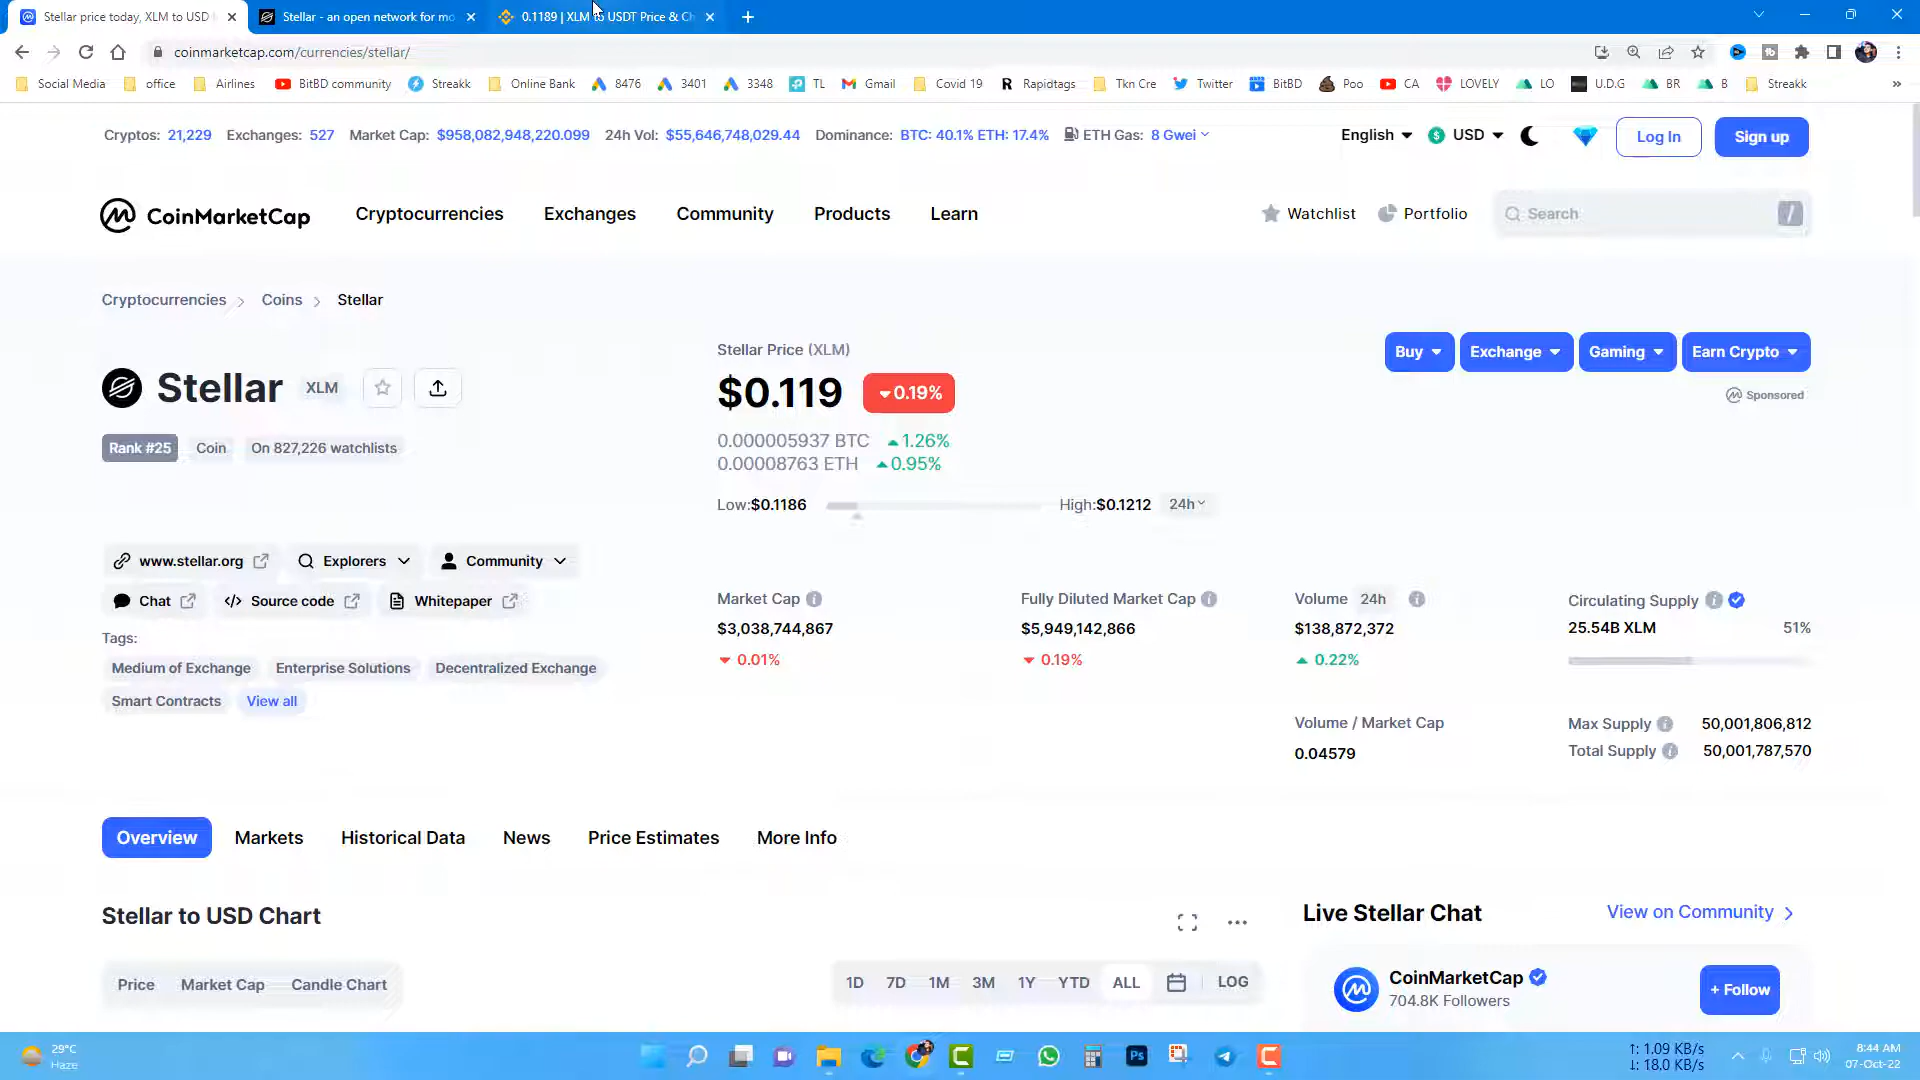 Stellar price today, XLM to USD
Stellar - an open network for mo
0.1189 | XLM to USDT Price & Ch
coinmarketcap.com/currencies/stellar/
Social Media office Airlines BitBD community Streakk Online Bank 8476 3401 3348 TL Gmail Covid 19 Rapidtags Tkn Cre Twitter BitBD Poo CA LOVELY LO U.D.G BR B Streakk »
Cryptos: 21,229 Exchanges: 527 Market Cap: $958,082,948,220.099 24h Vol: $55,646,748,029.44 Dominance: BTC: 40.1% ETH: 17.4% ETH Gas: 8 Gwei
English USD Log In Sign up
CoinMarketCap Cryptocurrencies Exchanges Community Products Learn Watchlist Portfolio Search /
Cryptocurrencies > Coins > Stellar
Stellar Price (XLM)
Buy Exchange Gaming Earn Crypto
Stellar XLM
$0.119 0.19%
Sponsored
Rank #25 Coin On 827,226 watchlists
0.000005937 BTC 1.26%
0.00008763 ETH 0.95%
Low:$0.1186 High:$0.1212 24h
www.stellar.org Explorers Community
Chat Source code Whitepaper
Tags:
Medium of Exchange Enterprise Solutions Decentralized Exchange
Smart Contracts View all
Market Cap
$3,038,744,867
0.01%
Fully Diluted Market Cap
$5,949,142,866
0.19%
Volume 24h
$138,872,372
0.22%
Volume / Market Cap
0.04579
Circulating Supply
25.54B XLM 51%
Max Supply 50,001,806,812
Total Supply 50,001,787,570
Overview Markets Historical Data News Price Estimates More Info
Stellar to USD Chart
Price Market Cap Candle Chart
1D 7D 1M 3M 1Y YTD ALL LOG
Live Stellar Chat View on Community
CoinMarketCap
704.8K Followers
+ Follow
29°C
Haze
Ps
↑: 1.09 KB/s
↓: 18.0 KB/s
8:44 AM
07-Oct-22